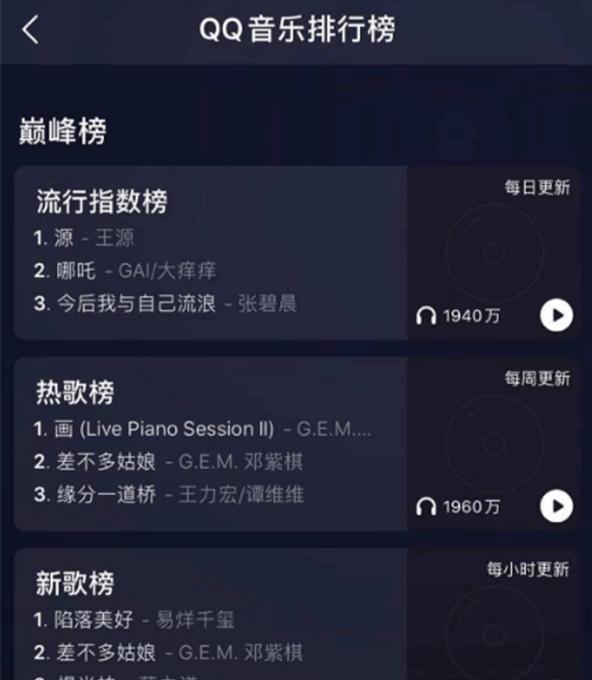 QQ音乐排行榜
巅峰榜
每日更新
流行指数榜
1. 源 - 王源
2. 哪吒 - GAI/大痒痒
3. 今后我与自己流浪 - 张碧晨
1940万
每周更新
热歌榜
1. 画 (Live Piano Session II) - G.E.M....
2. 差不多姑娘 - G.E.M. 邓紫棋
3. 缘分一道桥 - 王力宏/谭维维
1960万
每小时更新
新歌榜
1. 陷落美好 - 易烊千玺
2. 差不多姑娘 - G.E.M. 邓紫棋